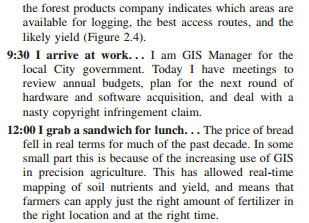 the forest products company indicates which areas are
available for logging, the best access routes, and the
likely yield (Figure 2.4).
9:30 I arrive at work... I am GIS Manager for the
local City government. Today I have meetings to
review annual budgets, plan for the next round of
hardware and software acquisition, and deal with a
nasty copyright infringement claim.
12:00 I grab a sandwich for lunch... The price of bread
fell in real terms for much of the past decade. In some
small part this is because of the increasing use of GIS
in precision agriculture. This has allowed real-time
mapping of soil nutrients and yield, and means that
farmers can apply just the right amount of fertilizer in
the right location and at the right time.